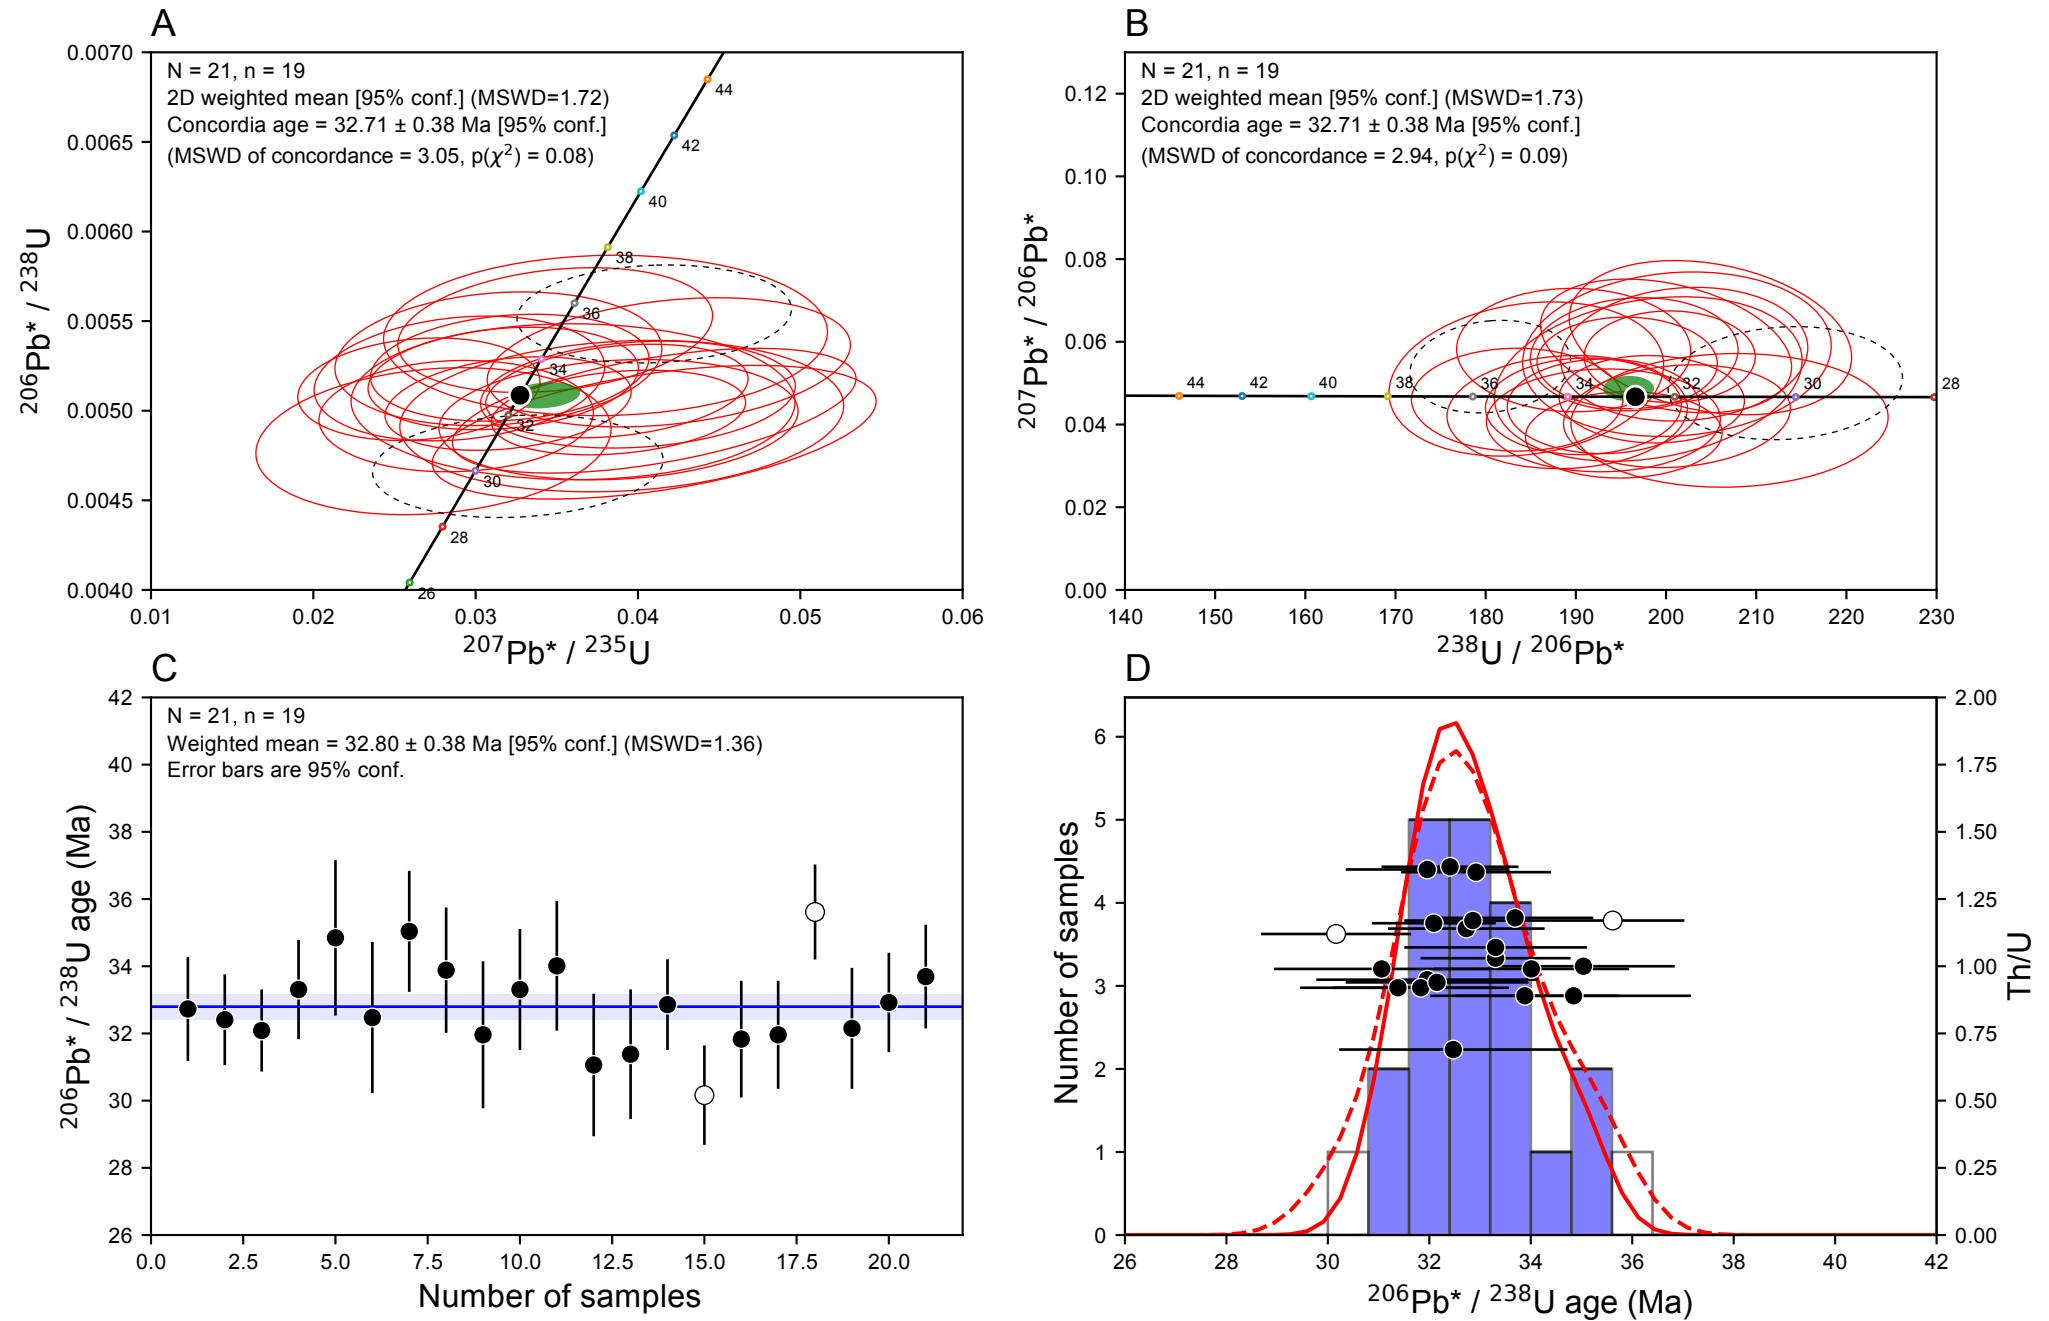 A
0.0070
0.0065
0.0060
0.0055
0.0050
0.0045
0.0040
²⁰⁶Pb* / ²³⁸U
N = 21, n = 19
2D weighted mean [95% conf.] (MSWD=1.72)
Concordia age = 32.71 ± 0.38 Ma [95% conf.]
(MSWD of concordance = 3.05, p(χ²) = 0.08)
44
42
40
38
36
34
32
30
28
26
0.01 0.02 0.03 0.04 0.05 0.06
²⁰⁷Pb* / ²³⁵U
B
0.12
0.10
0.08
0.06
0.04
0.02
0.00
²⁰⁷Pb* / ²⁰⁶Pb*
N = 21, n = 19
2D weighted mean [95% conf.] (MSWD=1.73)
Concordia age = 32.71 ± 0.38 Ma [95% conf.]
(MSWD of concordance = 2.94, p(χ²) = 0.09)
44 42 40 38 36 34 32 30 28
140 150 160 170 180 190 200 210 220 230
²³⁸U / ²⁰⁶Pb*
C
42
40
38
36
34
32
30
28
26
²⁰⁶Pb* / ²³⁸U age (Ma)
N = 21, n = 19
Weighted mean = 32.80 ± 0.38 Ma [95% conf.] (MSWD=1.36)
Error bars are 95% conf.
0.0 2.5 5.0 7.5 10.0 12.5 15.0 17.5 20.0
Number of samples
D
6
5
4
3
2
1
0
Number of samples
2.00
1.75
1.50
1.25
1.00
0.75
0.50
0.25
0.00
Th/U
26 28 30 32 34 36 38 40 42
²⁰⁶Pb* / ²³⁸U age (Ma)